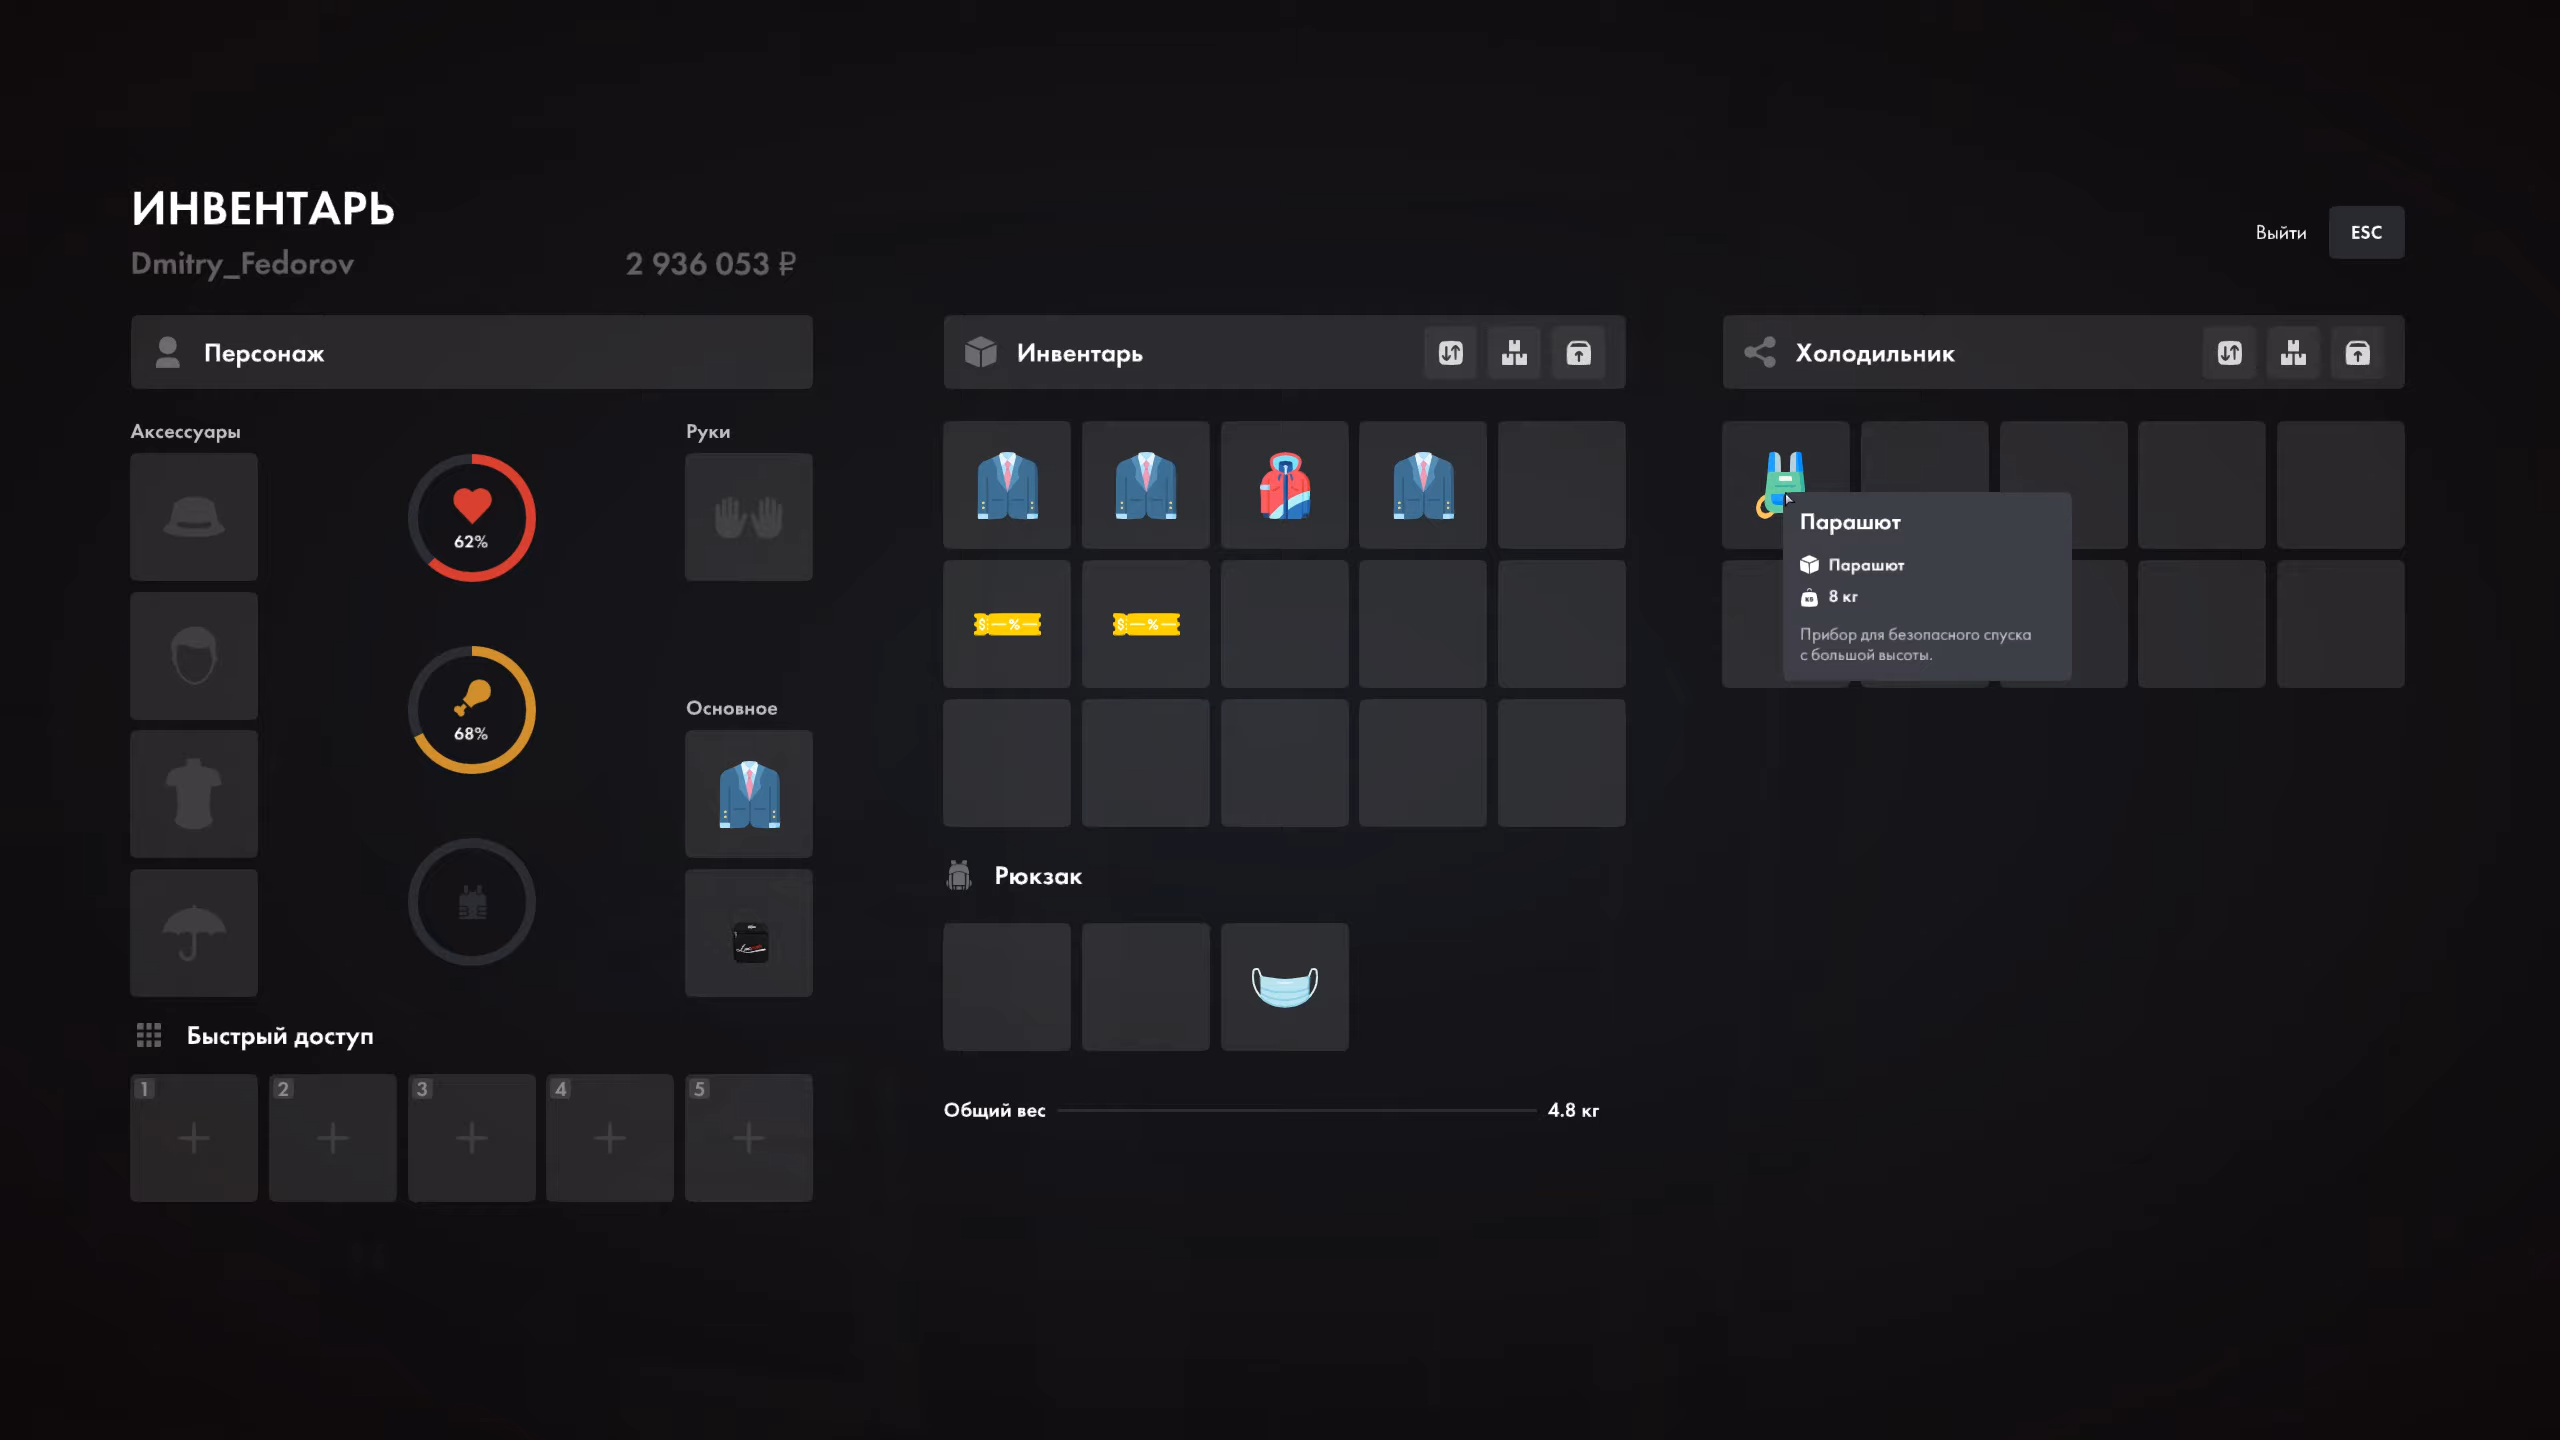 ИНВЕНТАРЬ
Dmitry_Fedorov
2 936 053 ₽
Выйти
ESC
Персонаж
Аксессуары
Руки
62%
68%
Основное
Быстрый доступ
1
2
3
4
5
Инвентарь
$ %
$ %
Рюкзак
Общий вес
4.8 кг
Холодильник
Парашют
Парашют
8 кг
Прибор для безопасного спуска
с большой высоты.